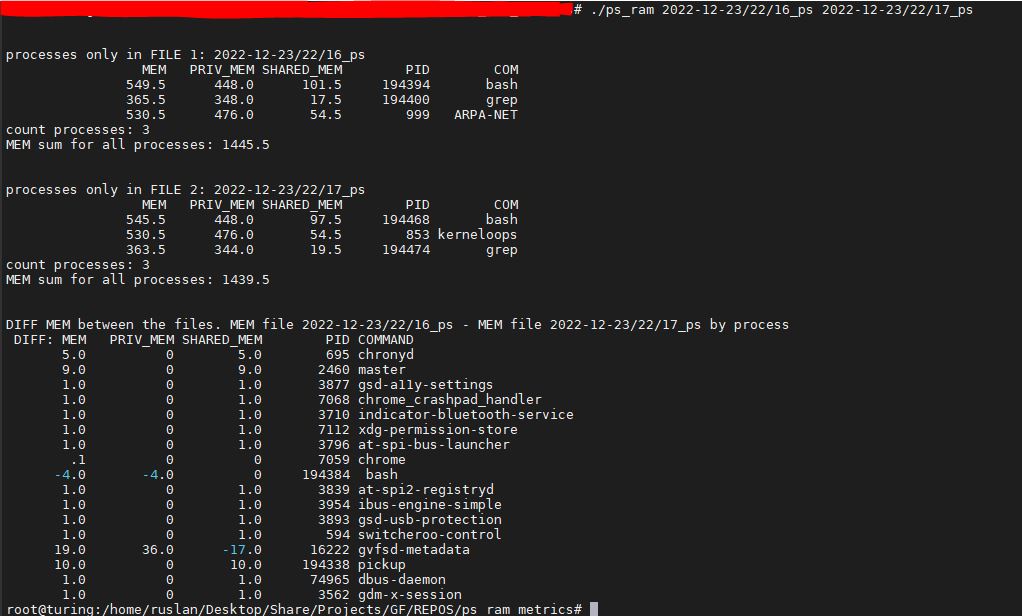 # ./ps_ram 2022-12-23/22/16_ps 2022-12-23/22/17_ps
processes only in FILE 1: 2022-12-23/22/16_ps
MEM PRIV_MEM SHARED_MEM PID COM
549.5 448.0 101.5 194394 bash
365.5 348.0 17.5 194400 grep
530.5 476.0 54.5 999 ARPA-NET
count processes: 3
MEM sum for all processes: 1445.5
processes only in FILE 2: 2022-12-23/22/17_ps
MEM PRIV_MEM SHARED_MEM PID COM
545.5 448.0 97.5 194468 bash
530.5 476.0 54.5 853 kerneloops
363.5 344.0 19.5 194474 grep
count processes: 3
MEM sum for all processes: 1439.5
DIFF MEM between the files. MEM file 2022-12-23/22/16_ps - MEM file 2022-12-23/22/17_ps by process
DIFF: MEM PRIV_MEM SHARED_MEM PID COMMAND
5.0 0 5.0 695 chronyd
9.0 0 9.0 2460 master
1.0 0 1.0 3877 gsd-a11y-settings
1.0 0 1.0 7068 chrome_crashpad_handler
1.0 0 1.0 3710 indicator-bluetooth-service
1.0 0 1.0 7112 xdg-permission-store
1.0 0 1.0 3796 at-spi-bus-launcher
.1 0 0 7059 chrome
-4.0 -4.0 0 194384 bash
1.0 0 1.0 3839 at-spi2-registryd
1.0 0 1.0 3954 ibus-engine-simple
1.0 0 1.0 3893 gsd-usb-protection
1.0 0 1.0 594 switcheroo-control
19.0 36.0 -17.0 16222 gvfsd-metadata
10.0 0 10.0 194338 pickup
1.0 0 1.0 74965 dbus-daemon
1.0 0 1.0 3562 gdm-x-session
root@turing:/home/ruslan/Desktop/Share/Projects/GF/REPOS/ps_ram_metrics#